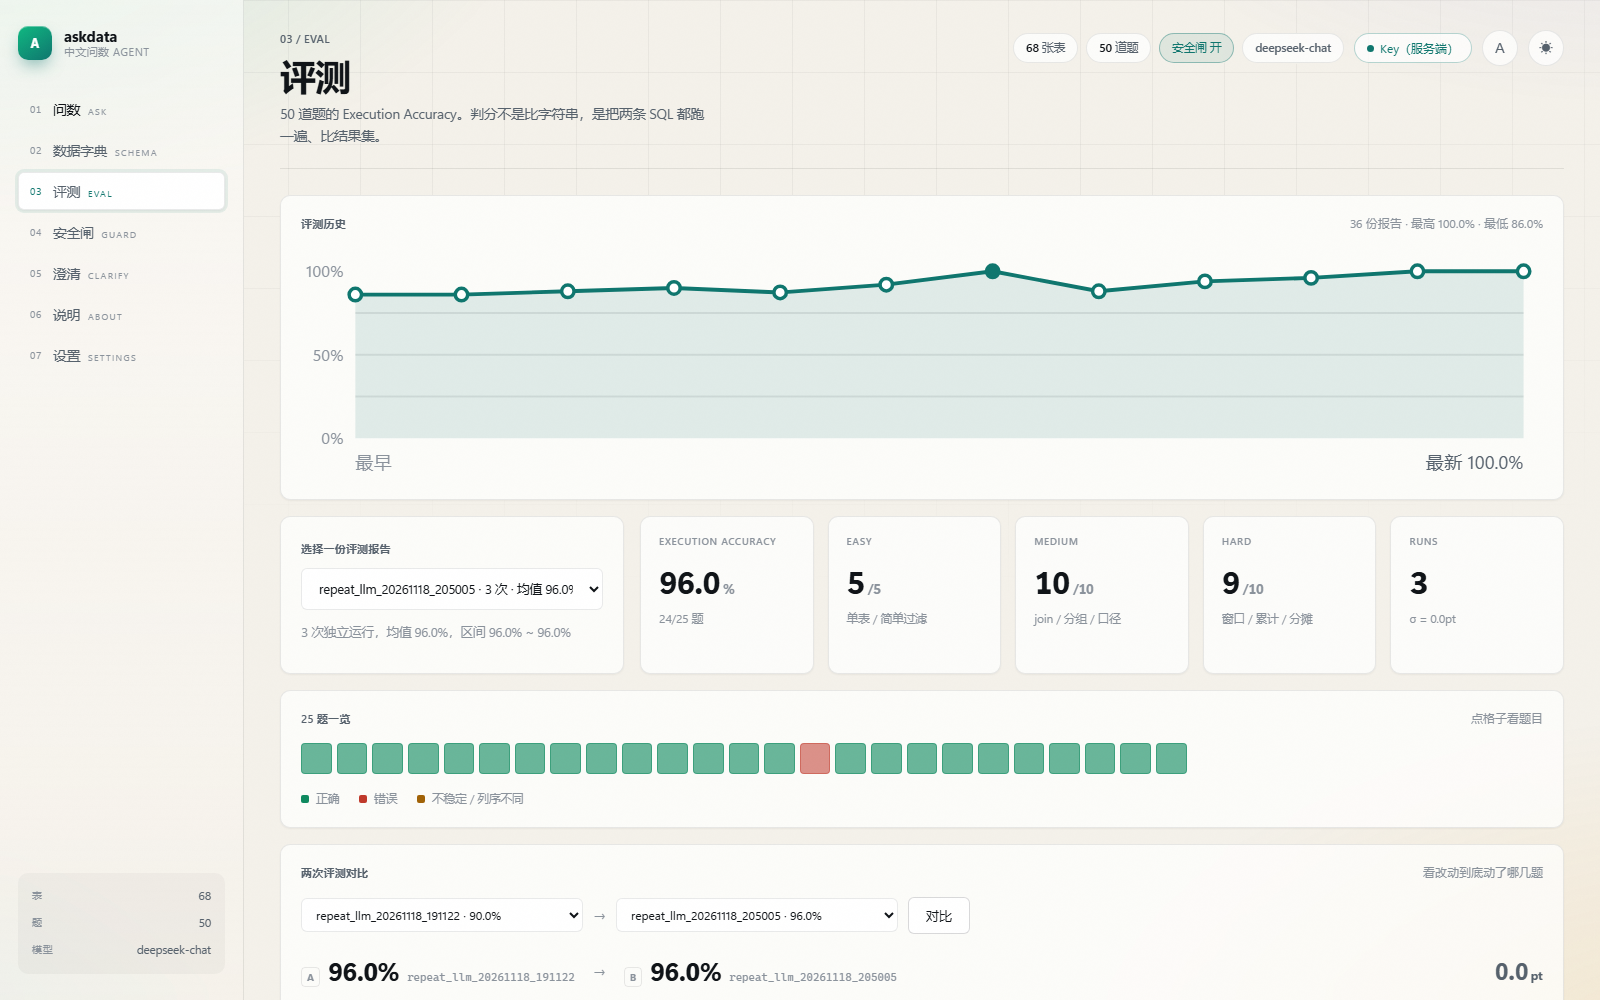 A
askdata
中文问数 AGENT
01 问数 ASK
02 数据字典 SCHEMA
03 评测 EVAL
04 安全闸 GUARD
05 澄清 CLARIFY
06 说明 ABOUT
07 设置 SETTINGS
表 68
题 50
模型 deepseek-chat
03 / EVAL
评测
50 道题的 Execution Accuracy。判分不是比字符串，是把两条 SQL 都跑
一遍、比结果集。
68 张表
50 道题
安全闸 开
deepseek-chat
Key（服务端）
A
评测历史
36 份报告 · 最高 100.0% · 最低 86.0%
100%
50%
0%
最早
最新 100.0%
选择一份评测报告
repeat_llm_20261118_205005 · 3 次 · 均值 96.0%
3 次独立运行，均值 96.0%，区间 96.0% ~ 96.0%
EXECUTION ACCURACY
96.0 %
24/25 题
EASY
5 /5
单表 / 简单过滤
MEDIUM
10 /10
join / 分组 / 口径
HARD
9 /10
窗口 / 累计 / 分摊
RUNS
3
σ = 0.0pt
25 题一览
点格子看题目
正确
错误
不稳定 / 列序不同
两次评测对比
看改动到底动了哪几题
repeat_llm_20261118_191122 · 90.0%
→
repeat_llm_20261118_205005 · 96.0%
对比
A 96.0% repeat_llm_20261118_191122
→
B 96.0% repeat_llm_20261118_205005
0.0 pt